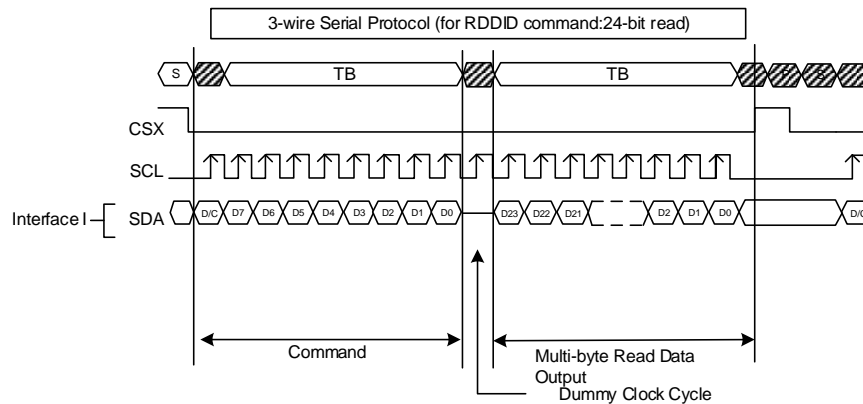 3-wire Serial Protocol (for RDDID command:24-bit read)
S TB TB P S
CSX
SCL
Interface I SDA D/C D7 D6 D5 D4 D3 D2 D1 D0 D23 D22 D21 D2 D1 D0 D/C
Command
Multi-byte Read Data
Output
Dummy Clock Cycle